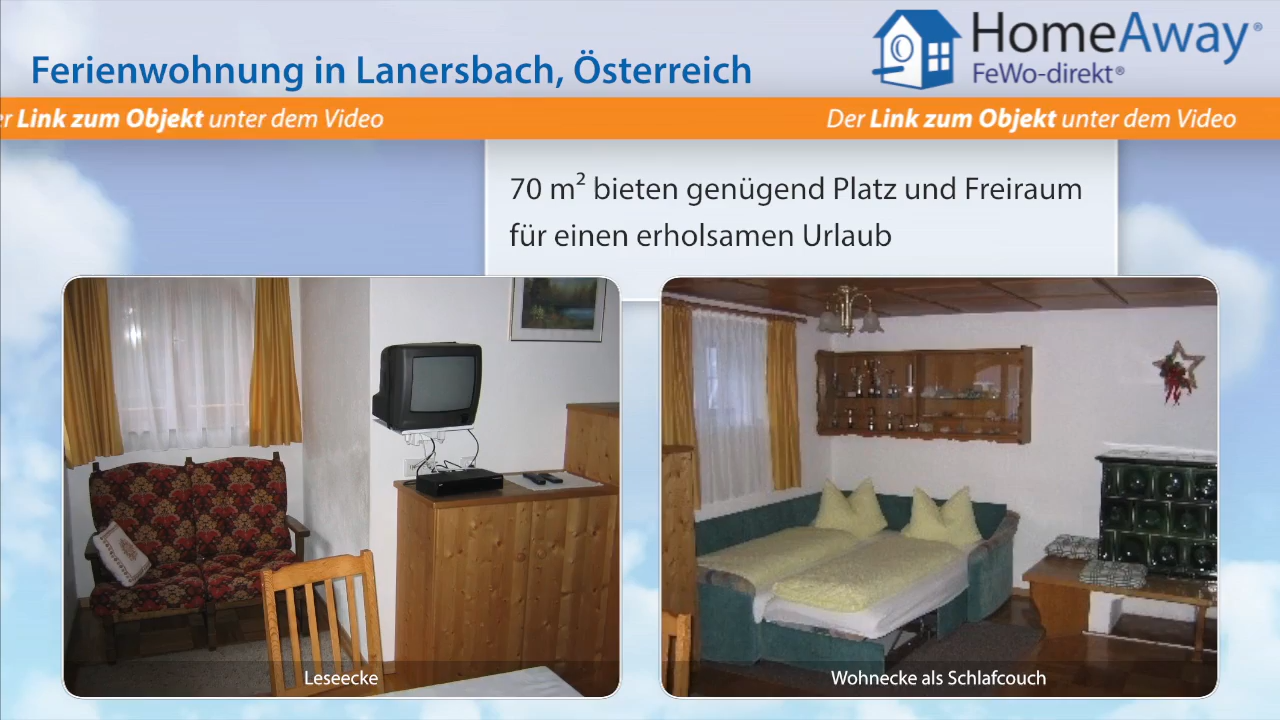 HomeAway®
FeWo-direkt®
Ferienwohnung in Lanersbach, Österreich
er Link zum Objekt unter dem Video
Der Link zum Objekt unter dem Video
70 m² bieten genügend Platz und Freiraum
für einen erholsamen Urlaub
Leseecke
Wohnecke als Schlafcouch